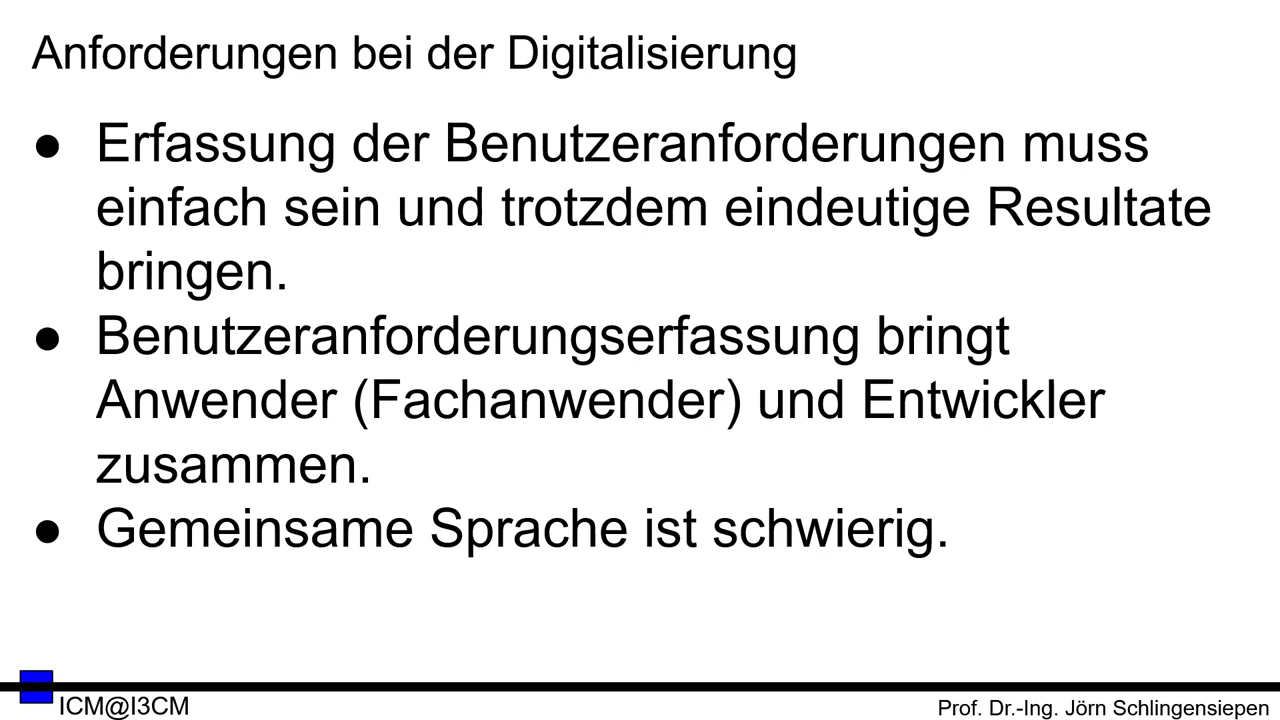 Anforderungen bei der Digitalisierung
● Erfassung der Benutzeranforderungen muss
einfach sein und trotzdem eindeutige Resultate
bringen.
● Benutzeranforderungserfassung bringt
Anwender (Fachanwender) und Entwickler
zusammen.
● Gemeinsame Sprache ist schwierig.
ICM@I3CM
Prof. Dr.-Ing. Jörn Schlingensiepen